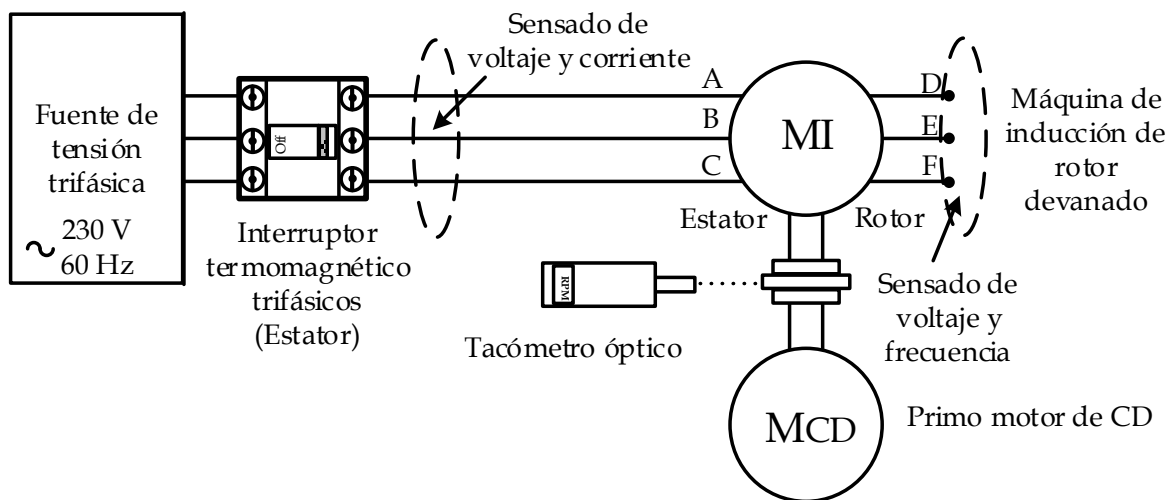 Fuente de
tensión
trifásica
230 V
60 Hz
Off
Interruptor
termomagnético
trifásicos
(Estator)
Sensado de
voltaje y corriente
A
B
C
MI
Estator
Rotor
D
E
F
Máquina de
inducción de
rotor
devanado
RPM
Tacómetro óptico
Sensado de
voltaje y
frecuencia
MCD
Primo motor de CD